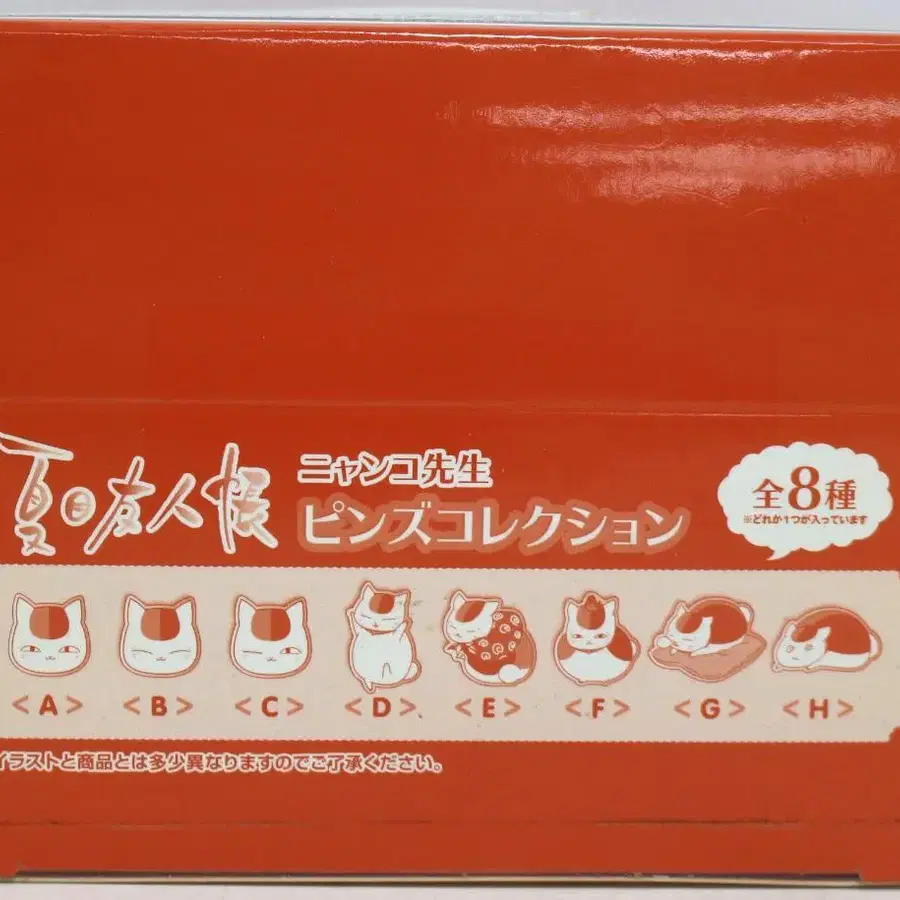 夏目友人帳
ニャンコ先生
ピンズコレクション
全8種
※どれか1つが入っています
<A> <B> <C> <D> <E> <F> <G> <H>
イラストと商品とは多少異なりますのでご了承ください。